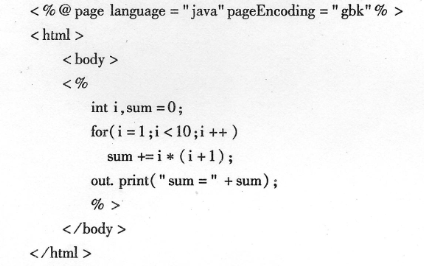 <%@ page language = "java" pageEncoding = "gbk"% >
<html >
<body >
<%
int i,sum =0;
for(i =1;i <10;i ++ )
sum +=i * (i +1);
out. print("sum =" +sum);
% >
</body >
</html >